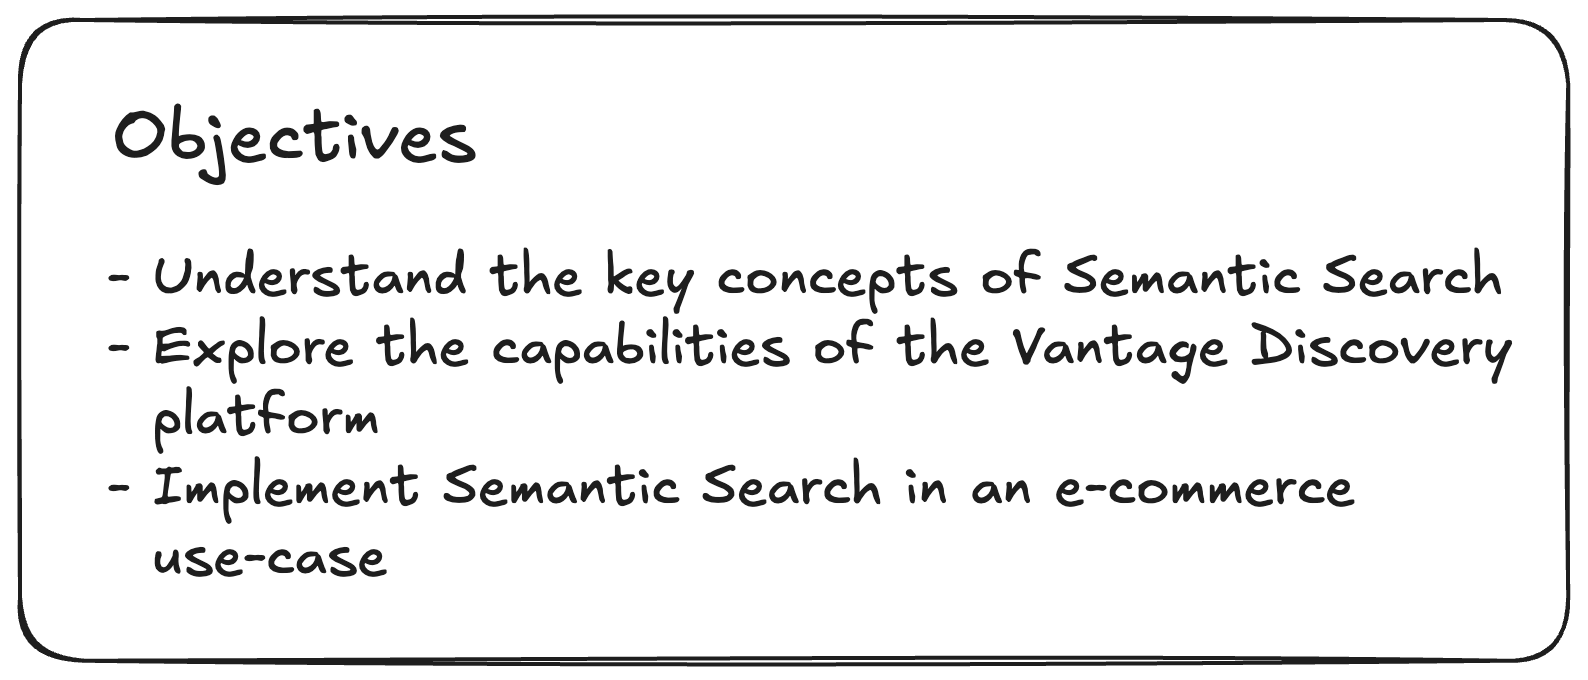 Objectives
- Understand the key concepts of Semantic Search
- Explore the capabilities of the Vantage Discovery
platform
- Implement Semantic Search in an e-commerce
use-case